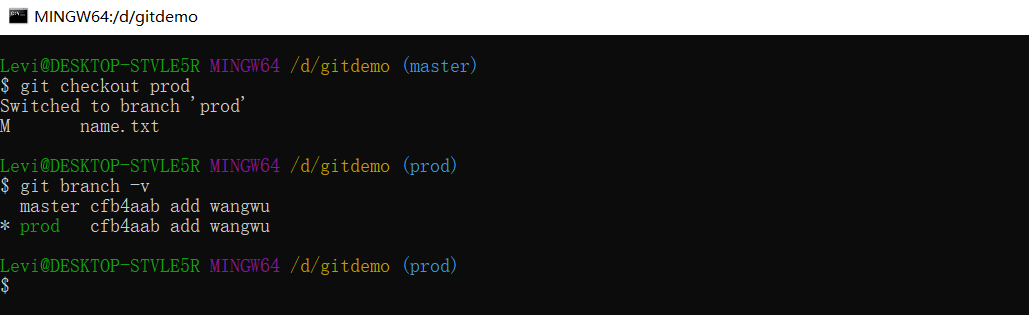 MINGW64:/d/gitdemo
Levi@DESKTOP-STVLE5R MINGW64 /d/gitdemo (master)
$ git checkout prod
Switched to branch 'prod'
M       name.txt
Levi@DESKTOP-STVLE5R MINGW64 /d/gitdemo (prod)
$ git branch -v
  master cfb4aab add wangwu
* prod   cfb4aab add wangwu
Levi@DESKTOP-STVLE5R MINGW64 /d/gitdemo (prod)
$